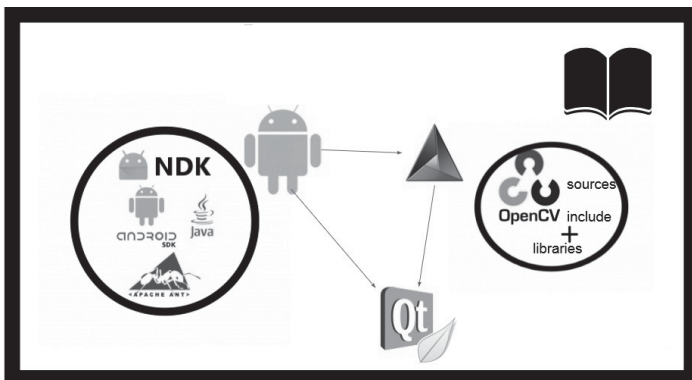 NDK
ANDROID
SDK
Java
APACHE ANT
sources
OpenCV include
+
libraries
Qt